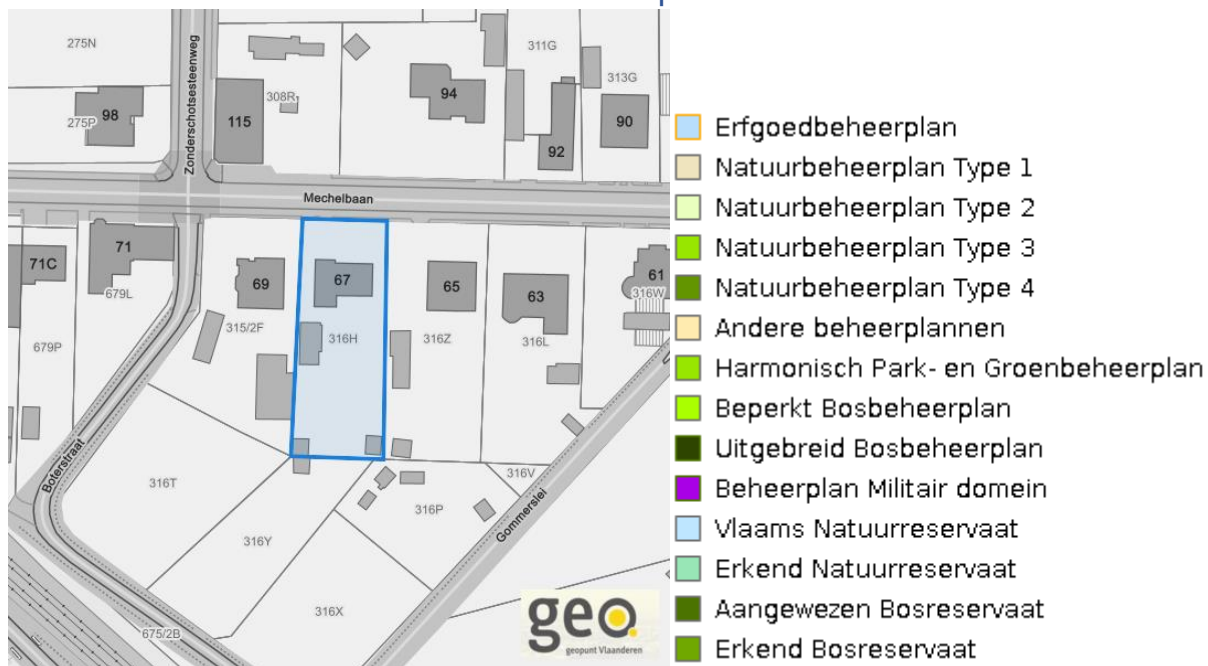 275N
311G
313G
308R
94
98
275P
115
90
92
Zonderschotsesteenweg
Mechelbaan
71
71C
679L
69
67
65
63
61
316W
315/2F
316H
316Z
316L
679P
Boterstraat
316T
316V
316P
Gommerslei
316Y
316X
675/2B
geo.
geopunt Vlaanderen
Erfgoedbeheerplan
Natuurbeheerplan Type 1
Natuurbeheerplan Type 2
Natuurbeheerplan Type 3
Natuurbeheerplan Type 4
Andere beheerplannen
Harmonisch Park- en Groenbeheerplan
Beperkt Bosbeheerplan
Uitgebreid Bosbeheerplan
Beheerplan Militair domein
Vlaams Natuurreservaat
Erkend Natuurreservaat
Aangewezen Bosreservaat
Erkend Bosreservaat